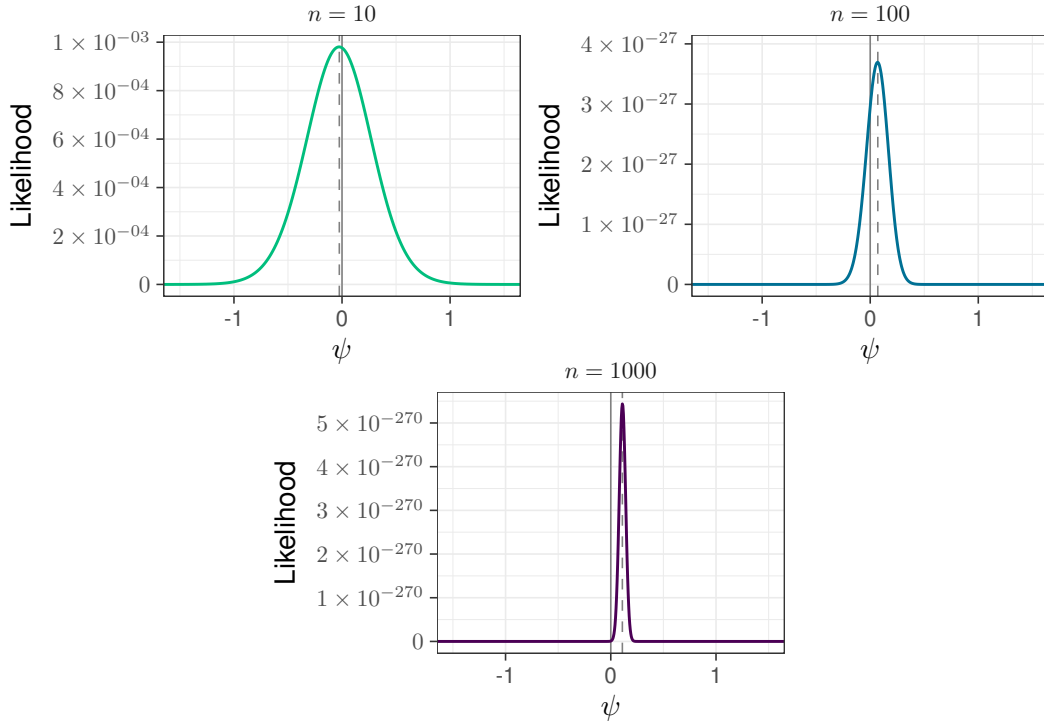 n = 10
1 × 10⁻⁰³
8 × 10⁻⁰⁴
6 × 10⁻⁰⁴
4 × 10⁻⁰⁴
2 × 10⁻⁰⁴
0
Likelihood
-1 0 1
ψ
n = 100
4 × 10⁻²⁷
3 × 10⁻²⁷
2 × 10⁻²⁷
1 × 10⁻²⁷
0
Likelihood
-1 0 1
ψ
n = 1000
5 × 10⁻²⁷⁰
4 × 10⁻²⁷⁰
3 × 10⁻²⁷⁰
2 × 10⁻²⁷⁰
1 × 10⁻²⁷⁰
0
Likelihood
-1 0 1
ψ